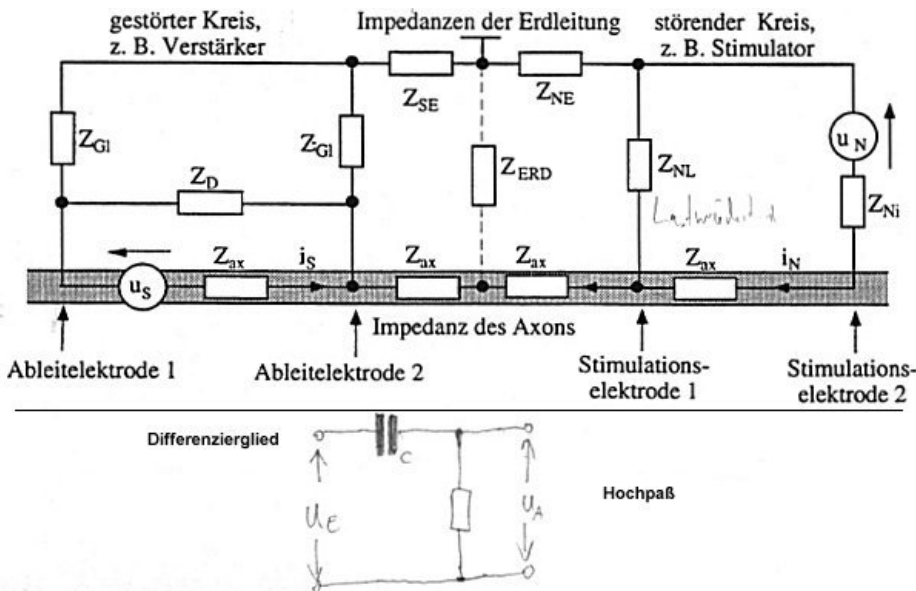 gestörter Kreis,
z. B. Verstärker
Impedanzen der Erdleitung
störender Kreis,
z. B. Stimulator
Z_SE
Z_NE
Z_Gl
Z_Gl
Z_D
Z_ERD
Z_NL
u_N
Z_Ni
u_S
Z_ax
i_S
Z_ax
Z_ax
Z_ax
i_N
Impedanz des Axons
Ableitelektrode 1
Ableitelektrode 2
Stimulations-
elektrode 1
Stimulations-
elektrode 2
Differenzierglied
C
U_E
U_A
Hochpaß